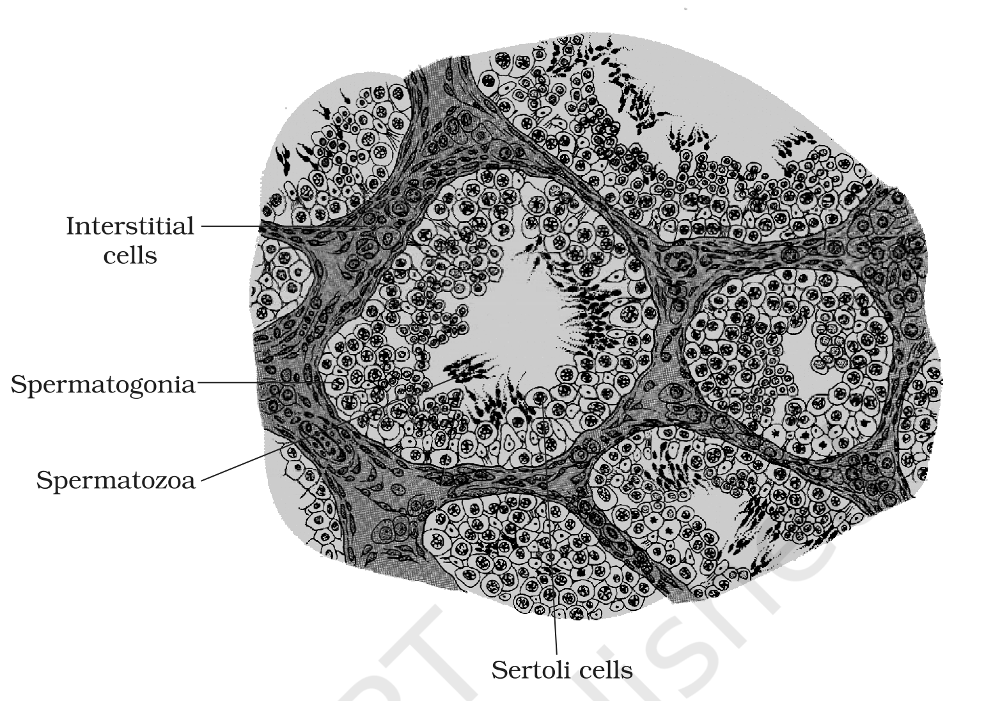 Interstitial
cells
Spermatogonia
Spermatozoa
Sertoli cells